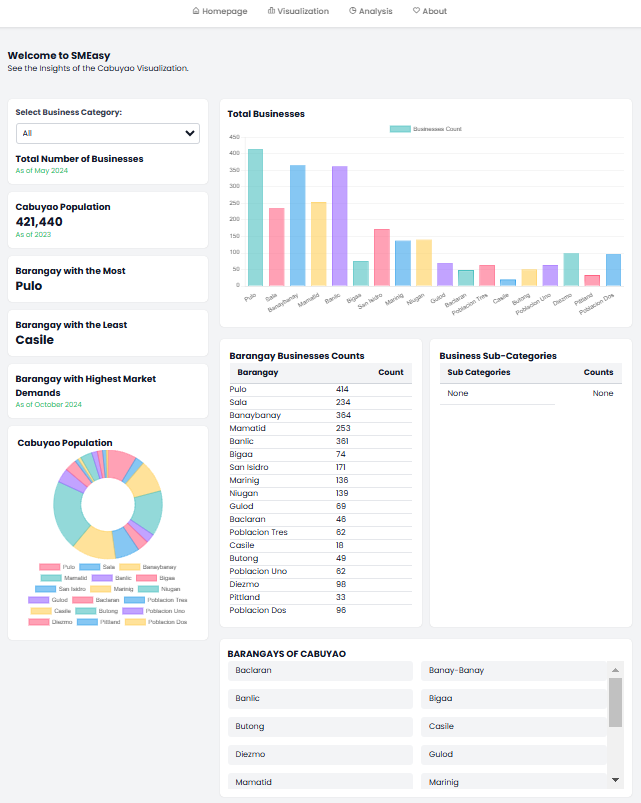 Homepage Visualization Analysis About
Welcome to SMEasy
See the Insights of the Cabuyao Visualization.
Select Business Category:
All
Total Number of Businesses
As of May 2024
Cabuyao Population
421,440
As of 2023
Barangay with the Most
Pulo
Barangay with the Least
Casile
Barangay with Highest Market
Demands
As of October 2024
Cabuyao Population
Pulo Sala Banaybanay
Mamatid Banlic Bigaa
San Isidro Marinig Niugan
Gulod Baclaran Poblacion Tres
Casile Butong Poblacion Uno
Diezmo Pittland Poblacion Dos
Total Businesses
Businesses Count
450
400
350
300
250
200
150
100
50
0
Pulo Sala Banaybanay Mamatid Banlic Bigaa San Isidro Marinig Niugan Gulod Baclaran Poblacion Tres Casile Butong Poblacion Uno Diezmo Pittland Poblacion Dos
Barangay Businesses Counts
Barangay Count
Pulo 414
Sala 234
Banaybanay 364
Mamatid 253
Banlic 361
Bigaa 74
San Isidro 171
Marinig 136
Niugan 139
Gulod 69
Baclaran 46
Poblacion Tres 62
Casile 18
Butong 49
Poblacion Uno 62
Diezmo 98
Pittland 33
Poblacion Dos 96
Business Sub-Categories
Sub Categories Counts
None None
BARANGAYS OF CABUYAO
Baclaran Banay-Banay
Banlic Bigaa
Butong Casile
Diezmo Gulod
Mamatid Marinig